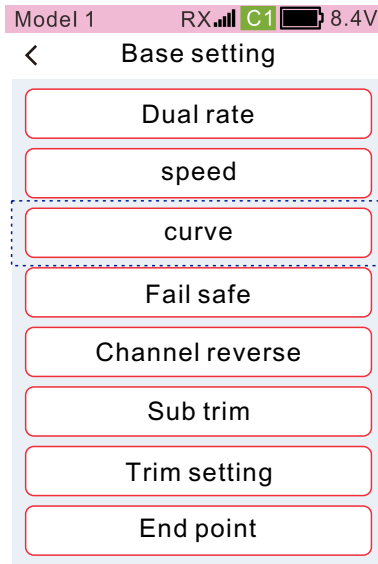 Model 1 RX C1 8.4V
Base setting
Dual rate
speed
curve
Fail safe
Channel reverse
Sub trim
Trim setting
End point